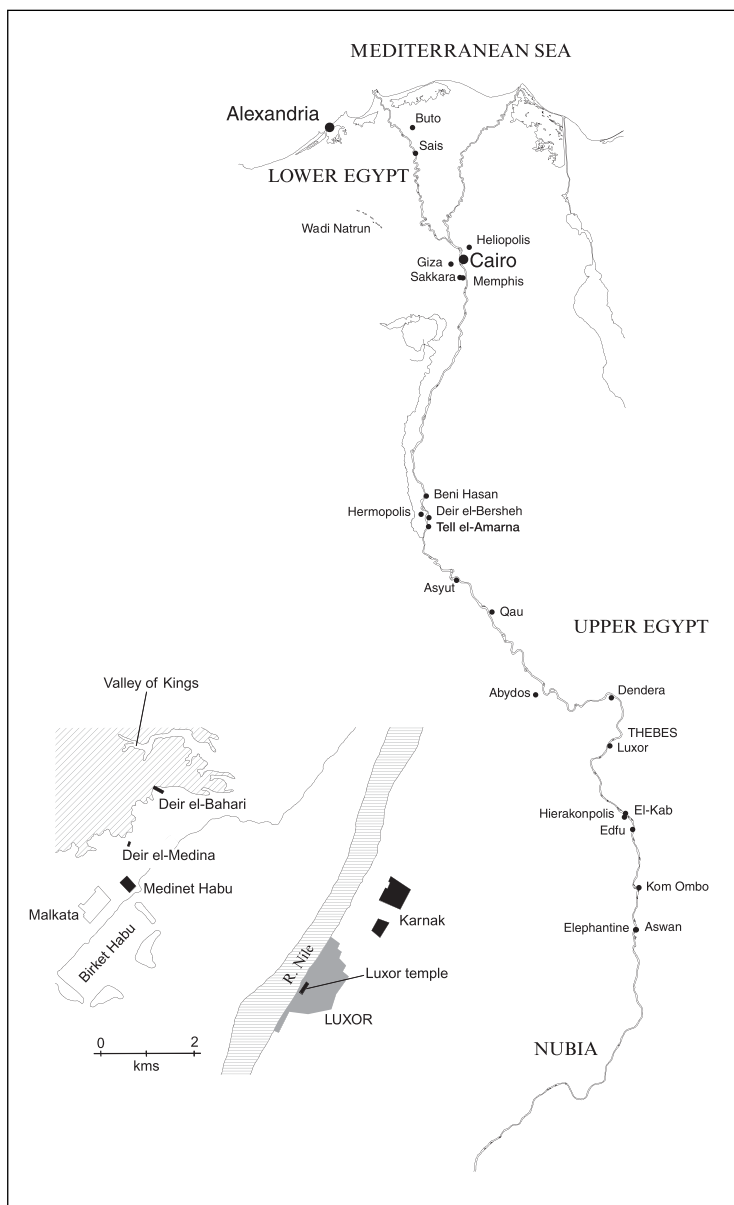 MEDITERRANEAN SEA
Alexandria
Buto
Sais
LOWER EGYPT
Wadi Natrun
Heliopolis
Giza
Cairo
Sakkara
Memphis
Beni Hasan
Hermopolis
Deir el-Bersheh
Tell el-Amarna
Asyut
Qau
UPPER EGYPT
Abydos
Dendera
THEBES
Luxor
Hierakonpolis
El-Kab
Edfu
Kom Ombo
Elephantine
Aswan
NUBIA
Valley of Kings
Deir el-Bahari
Deir el-Medina
Medinet Habu
Malkata
Birket Habu
Karnak
R. Nile
Luxor temple
LUXOR
0 2
kms